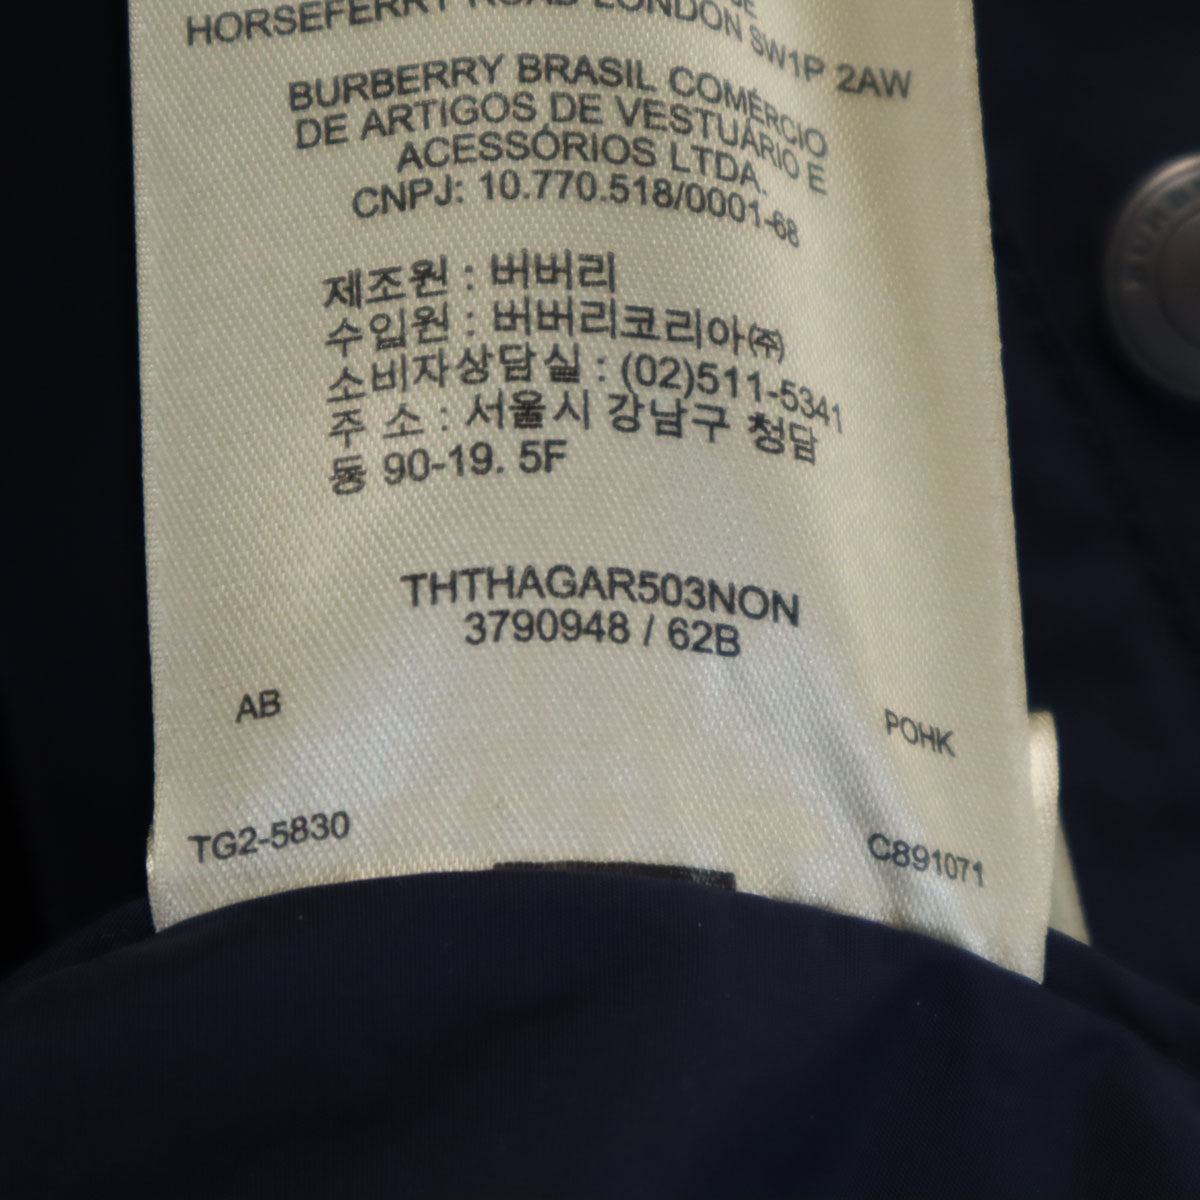 HORSEFERRY ROAD LONDON SW1P 2AW
BURBERRY BRASIL COMÉRCIO
DE ARTIGOS DE VESTUÁRIO E
ACESSÓRIOS LTDA.
CNPJ: 10.770.518/0001-68
제조원 : 버버리
수입원 : 버버리코리아㈜
소비자상담실 : (02)511-5341
주 소 : 서울시 강남구 청담
동 90-19. 5F
THTHAGAR503NON
3790948 / 62B
AB
POHK
TG2-5830
C891071